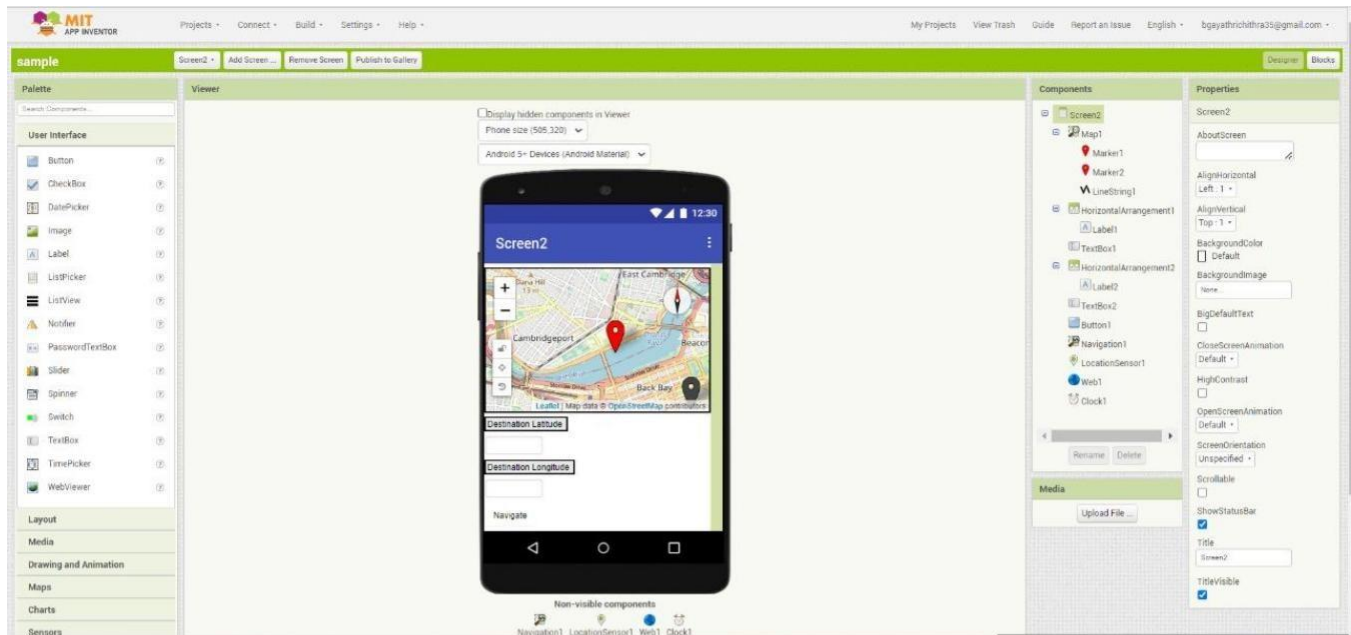 MIT
APP INVENTOR
Projects
Connect
Build
Settings
Help
My Projects
View Trash
Guide
Report an Issue
English
bgayathrichithra35@gmail.com
sample
Screen2
Add Screen ...
Remove Screen
Publish to Gallery
Designer
Blocks
Palette
Search Components...
User Interface
Button
CheckBox
DatePicker
Image
Label
ListPicker
ListView
Notifier
PasswordTextBox
Slider
Spinner
Switch
TextBox
TimePicker
WebViewer
Layout
Media
Drawing and Animation
Maps
Charts
Sensors
Viewer
Display hidden components in Viewer
Phone size (505,320)
Android 5+ Devices (Android Material)
12:30
Screen2
East Cambridge
Dana Hill
13 m
Cambridgeport
Beacon
Back Bay
Leaflet | Map data © OpenStreetMap contributors
Destination Latitude
Destination Longitude
Navigate
Non-visible components
Navigation1 LocationSensor1 Web1 Clock1
Components
Screen2
Map1
Marker1
Marker2
LineString1
HorizontalArrangement1
Label1
TextBox1
HorizontalArrangement2
Label2
TextBox2
Button1
Navigation1
LocationSensor1
Web1
Clock1
Rename
Delete
Media
Upload File ...
Properties
Screen2
AboutScreen
AlignHorizontal
Left : 1
AlignVertical
Top : 1
BackgroundColor
Default
BackgroundImage
None...
BigDefaultText
CloseScreenAnimation
Default
HighContrast
OpenScreenAnimation
Default
ScreenOrientation
Unspecified
Scrollable
ShowStatusBar
Title
Screen2
TitleVisible